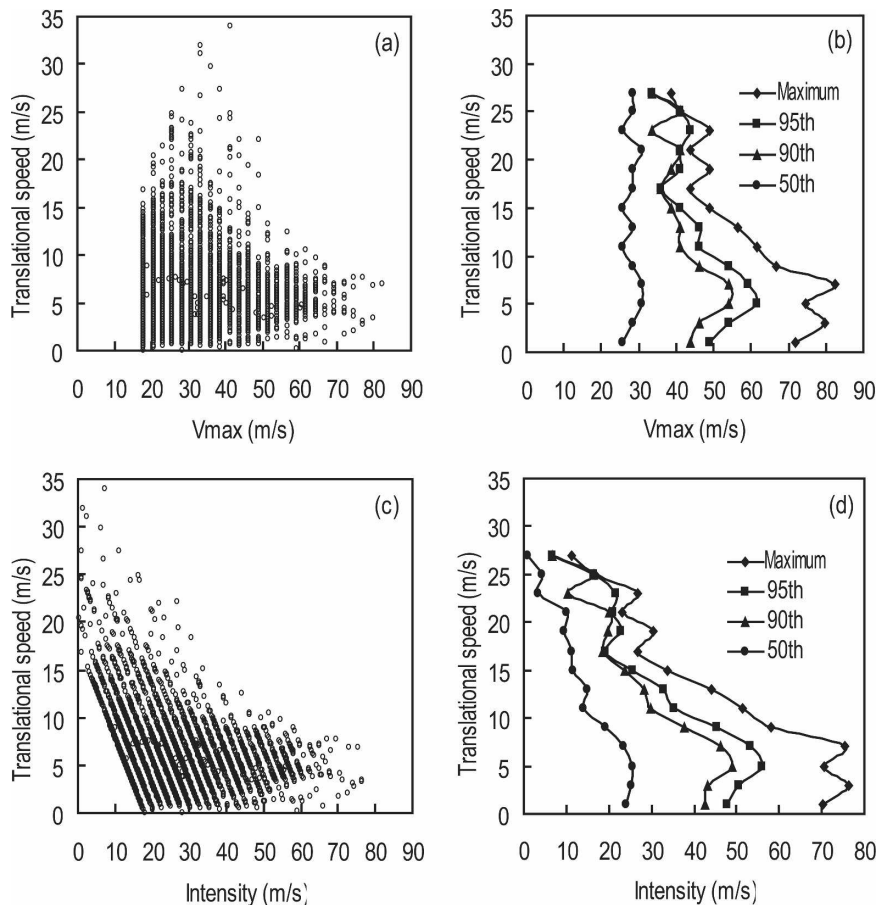 (a)
Translational speed (m/s)
35
30
25
20
15
10
5
0
0 10 20 30 40 50 60 70 80 90
Vmax (m/s)
(b)
Translational speed (m/s)
35
30
25
20
15
10
5
0
Maximum
95th
90th
50th
0 10 20 30 40 50 60 70 80 90
Vmax (m/s)
(c)
Translational speed (m/s)
35
30
25
20
15
10
5
0
0 10 20 30 40 50 60 70 80 90
Intensity (m/s)
(d)
Translational speed (m/s)
35
30
25
20
15
10
5
0
Maximum
95th
90th
50th
0 10 20 30 40 50 60 70 80
Intensity (m/s)